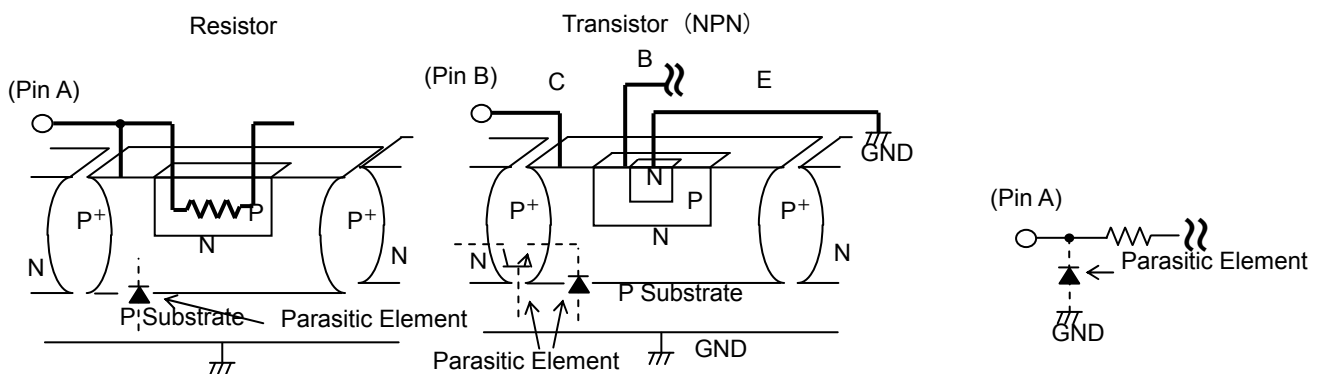 Resistor
Transistor（NPN）
(Pin A)
(Pin B)
C
B
E
GND
P⁺
P
N
N
P⁺
N
P Substrate
Parasitic Element
P⁺
N
P
N
P⁺
N
N
P Substrate
Parasitic Element
GND
(Pin A)
Parasitic Element
GND